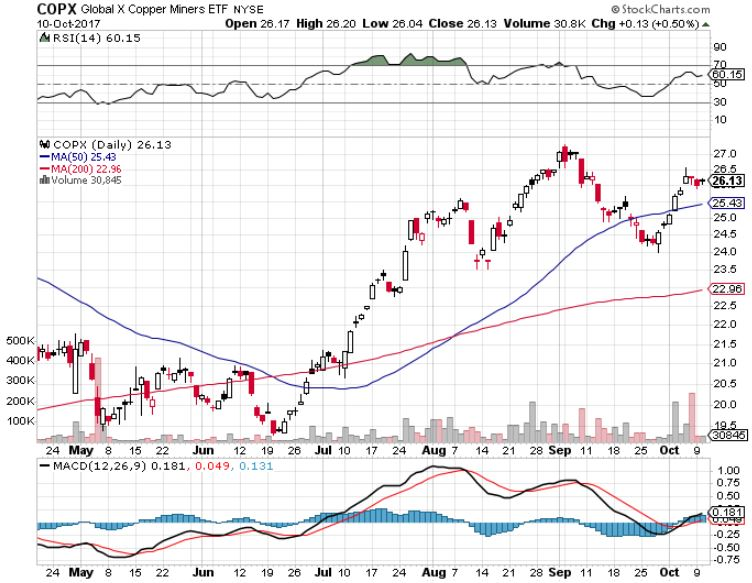 COPX Global X Copper Miners ETF NYSE © StockCharts.com
10-Oct-2017 Open 26.17 High 26.20 Low 26.04 Close 26.13 Volume 30.8K Chg +0.13 (+0.50%)
RSI(14) 60.15
90
70
60.15
50
30
10
COPX (Daily) 26.13
MA(50) 25.43
MA(200) 22.96
Volume 30,845
27.0
26.5
26.13
25.43
25.0
24.5
24.0
23.5
22.96
22.5
22.0
21.5
21.0
20.5
20.0
19.5
500K
400K
300K
200K
100K
30845
24 May 8 15 22 Jun 12 19 Jul 10 17 24 Aug 7 14 21 28 Sep 11 18 25 Oct 9
MACD(12,26,9) 0.181, 0.049, 0.131
1.00
0.75
0.50
0.181
0.049
-0.25
-0.50
-0.75
24 May 8 15 22 Jun 12 19 Jul 10 17 24 Aug 7 14 21 28 Sep 11 18 25 Oct 9